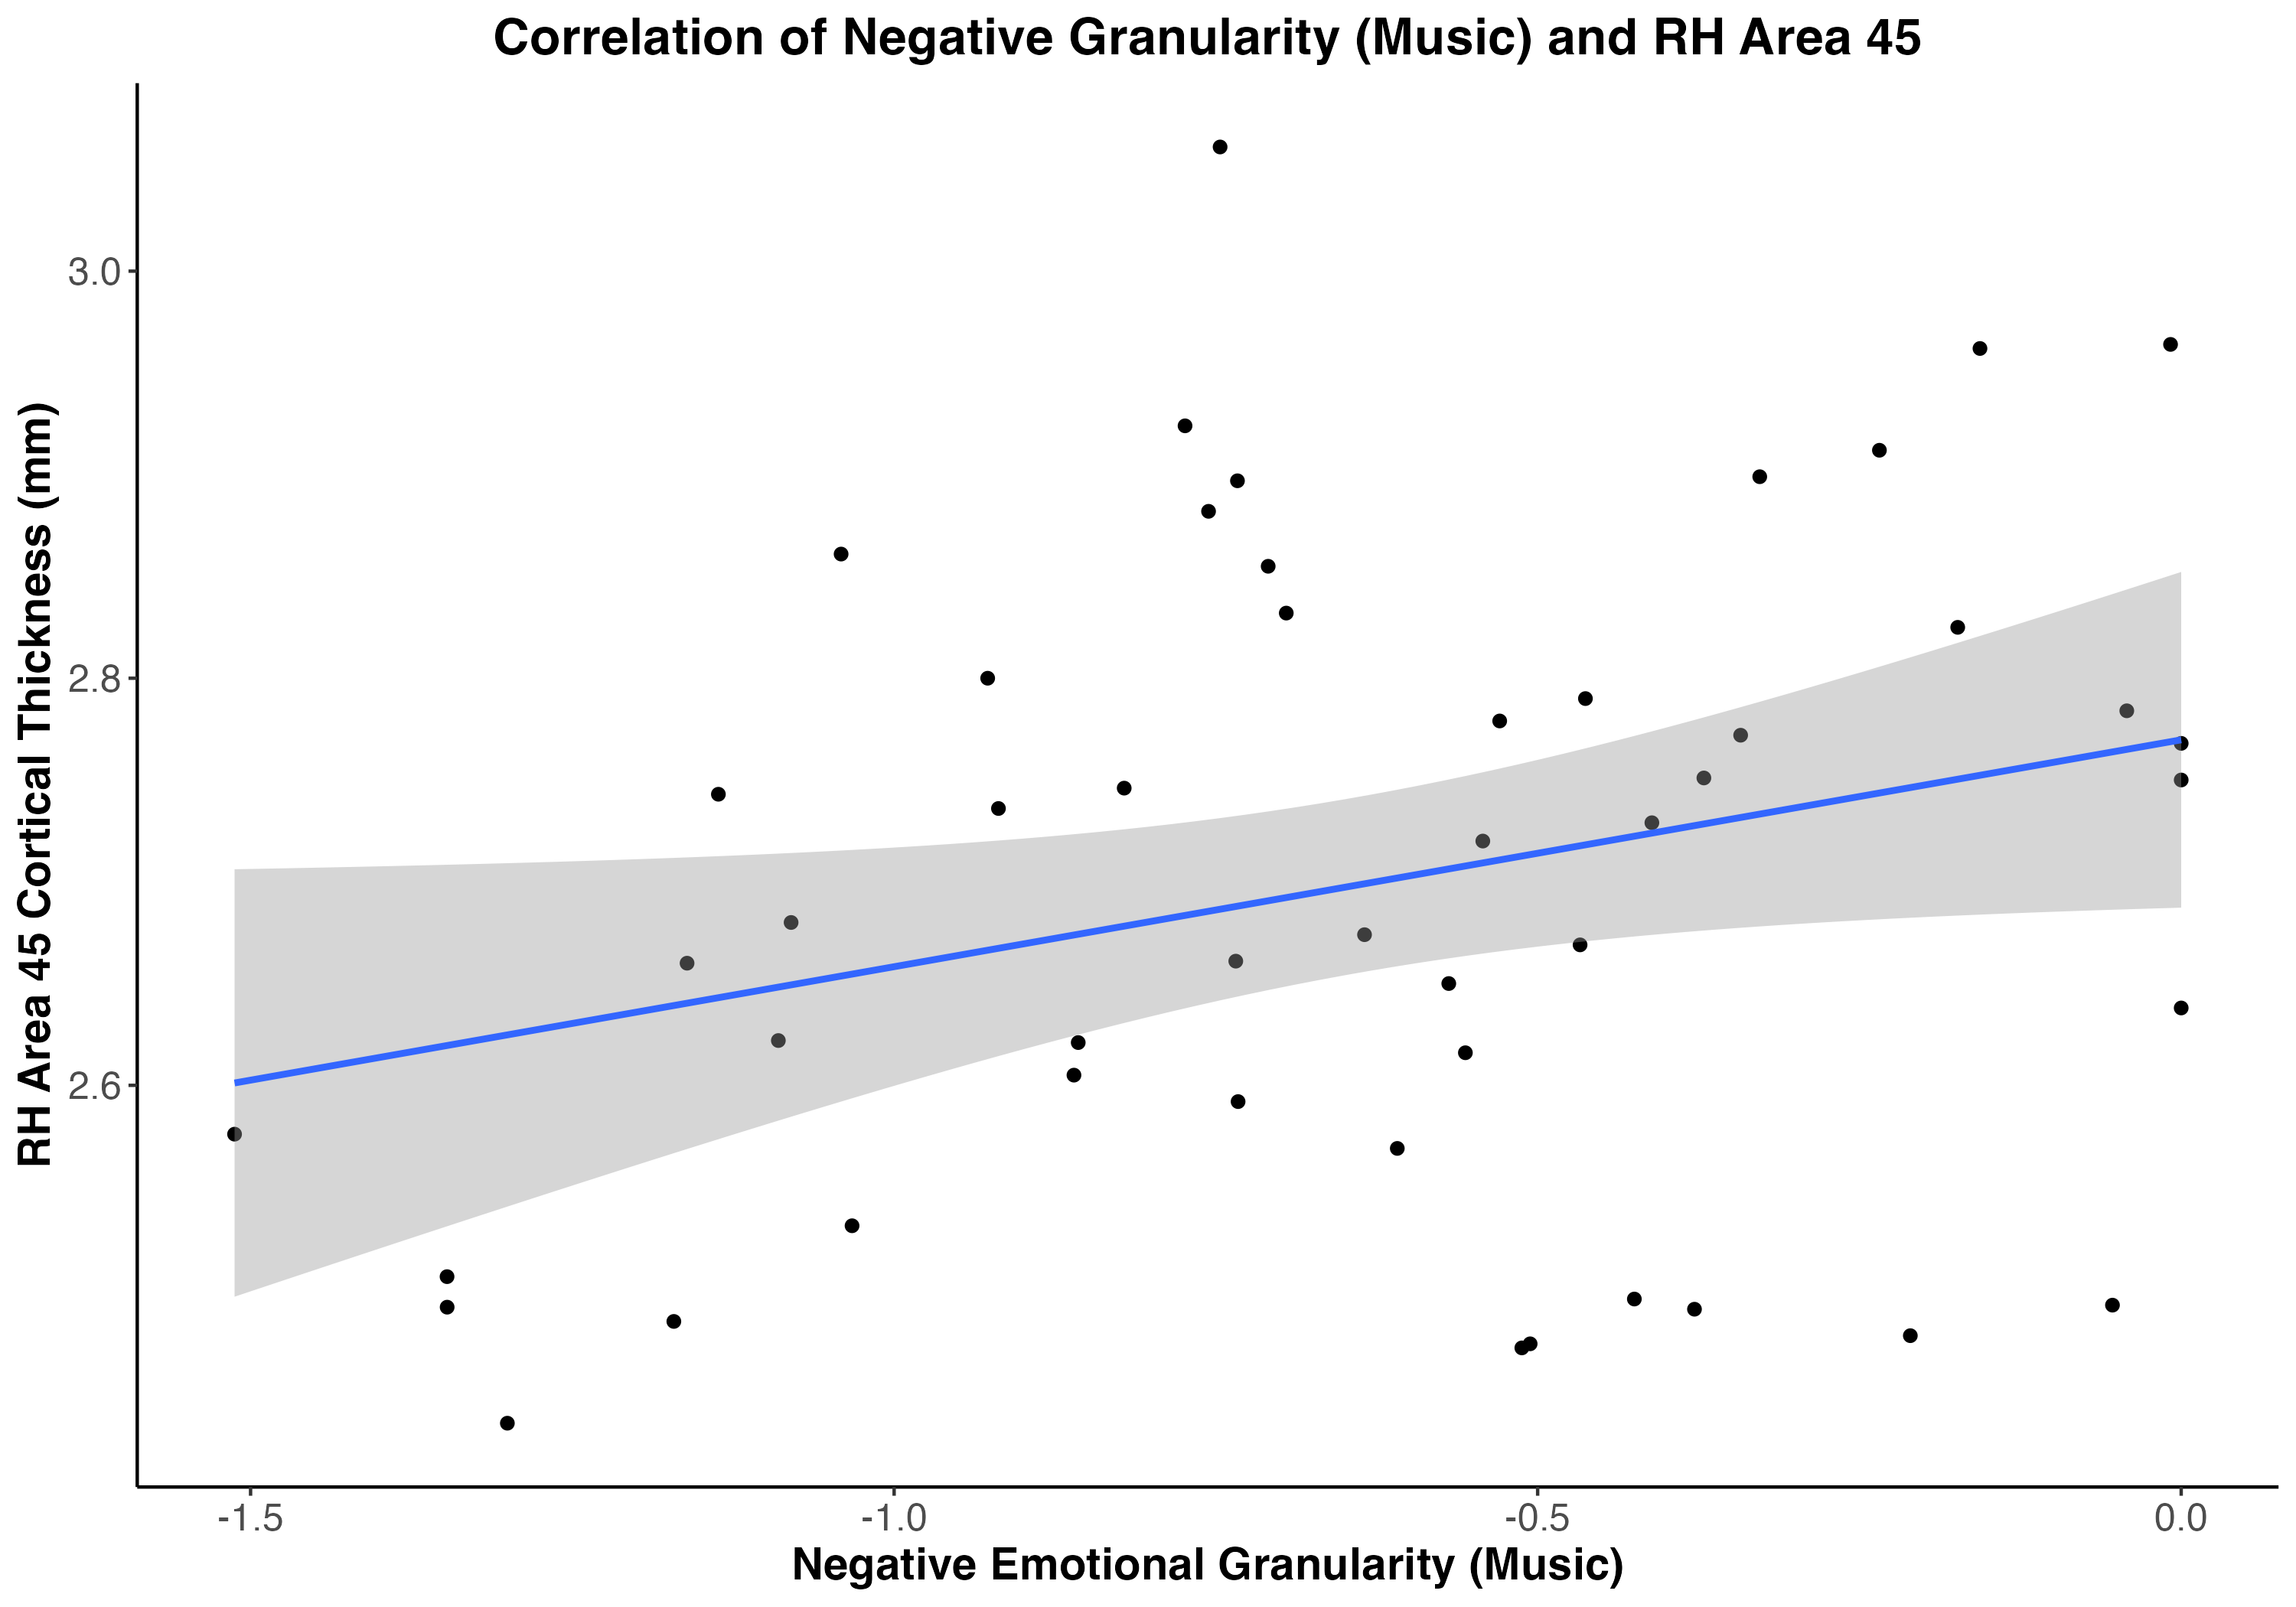 Correlation of Negative Granularity (Music) and RH Area 45
RH Area 45 Cortical Thickness (mm)
3.0
2.8
2.6
-1.5
-1.0
-0.5
0.0
Negative Emotional Granularity (Music)